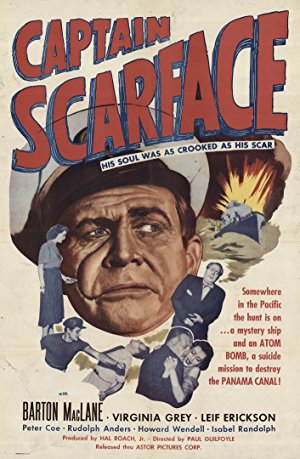 CAPTAIN
SCARFACE
HIS SOUL WAS AS CROOKED AS HIS SCAR
Somewhere
in the Pacific
the hunt is on
...a mystery ship
and an ATOM
BOMB, a suicide
mission to destroy
the PANAMA CANAL!
with
BARTON MacLANE • VIRGINIA GREY • LEIF ERICKSON
Peter Coe • Rudolph Anders • Howard Wendell • Isabel Randolph
Produced by HAL ROACH, Jr. • Directed by PAUL GUILFOYLE
Released thru ASTOR PICTURES CORP.